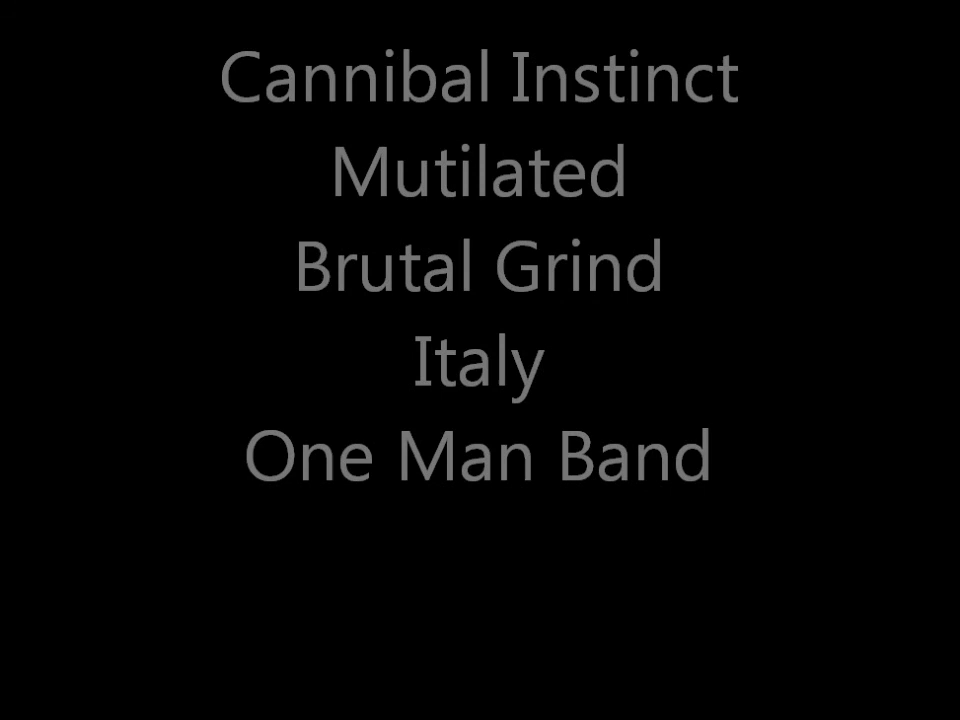 Cannibal Instinct
Mutilated
Brutal Grind
Italy
One Man Band